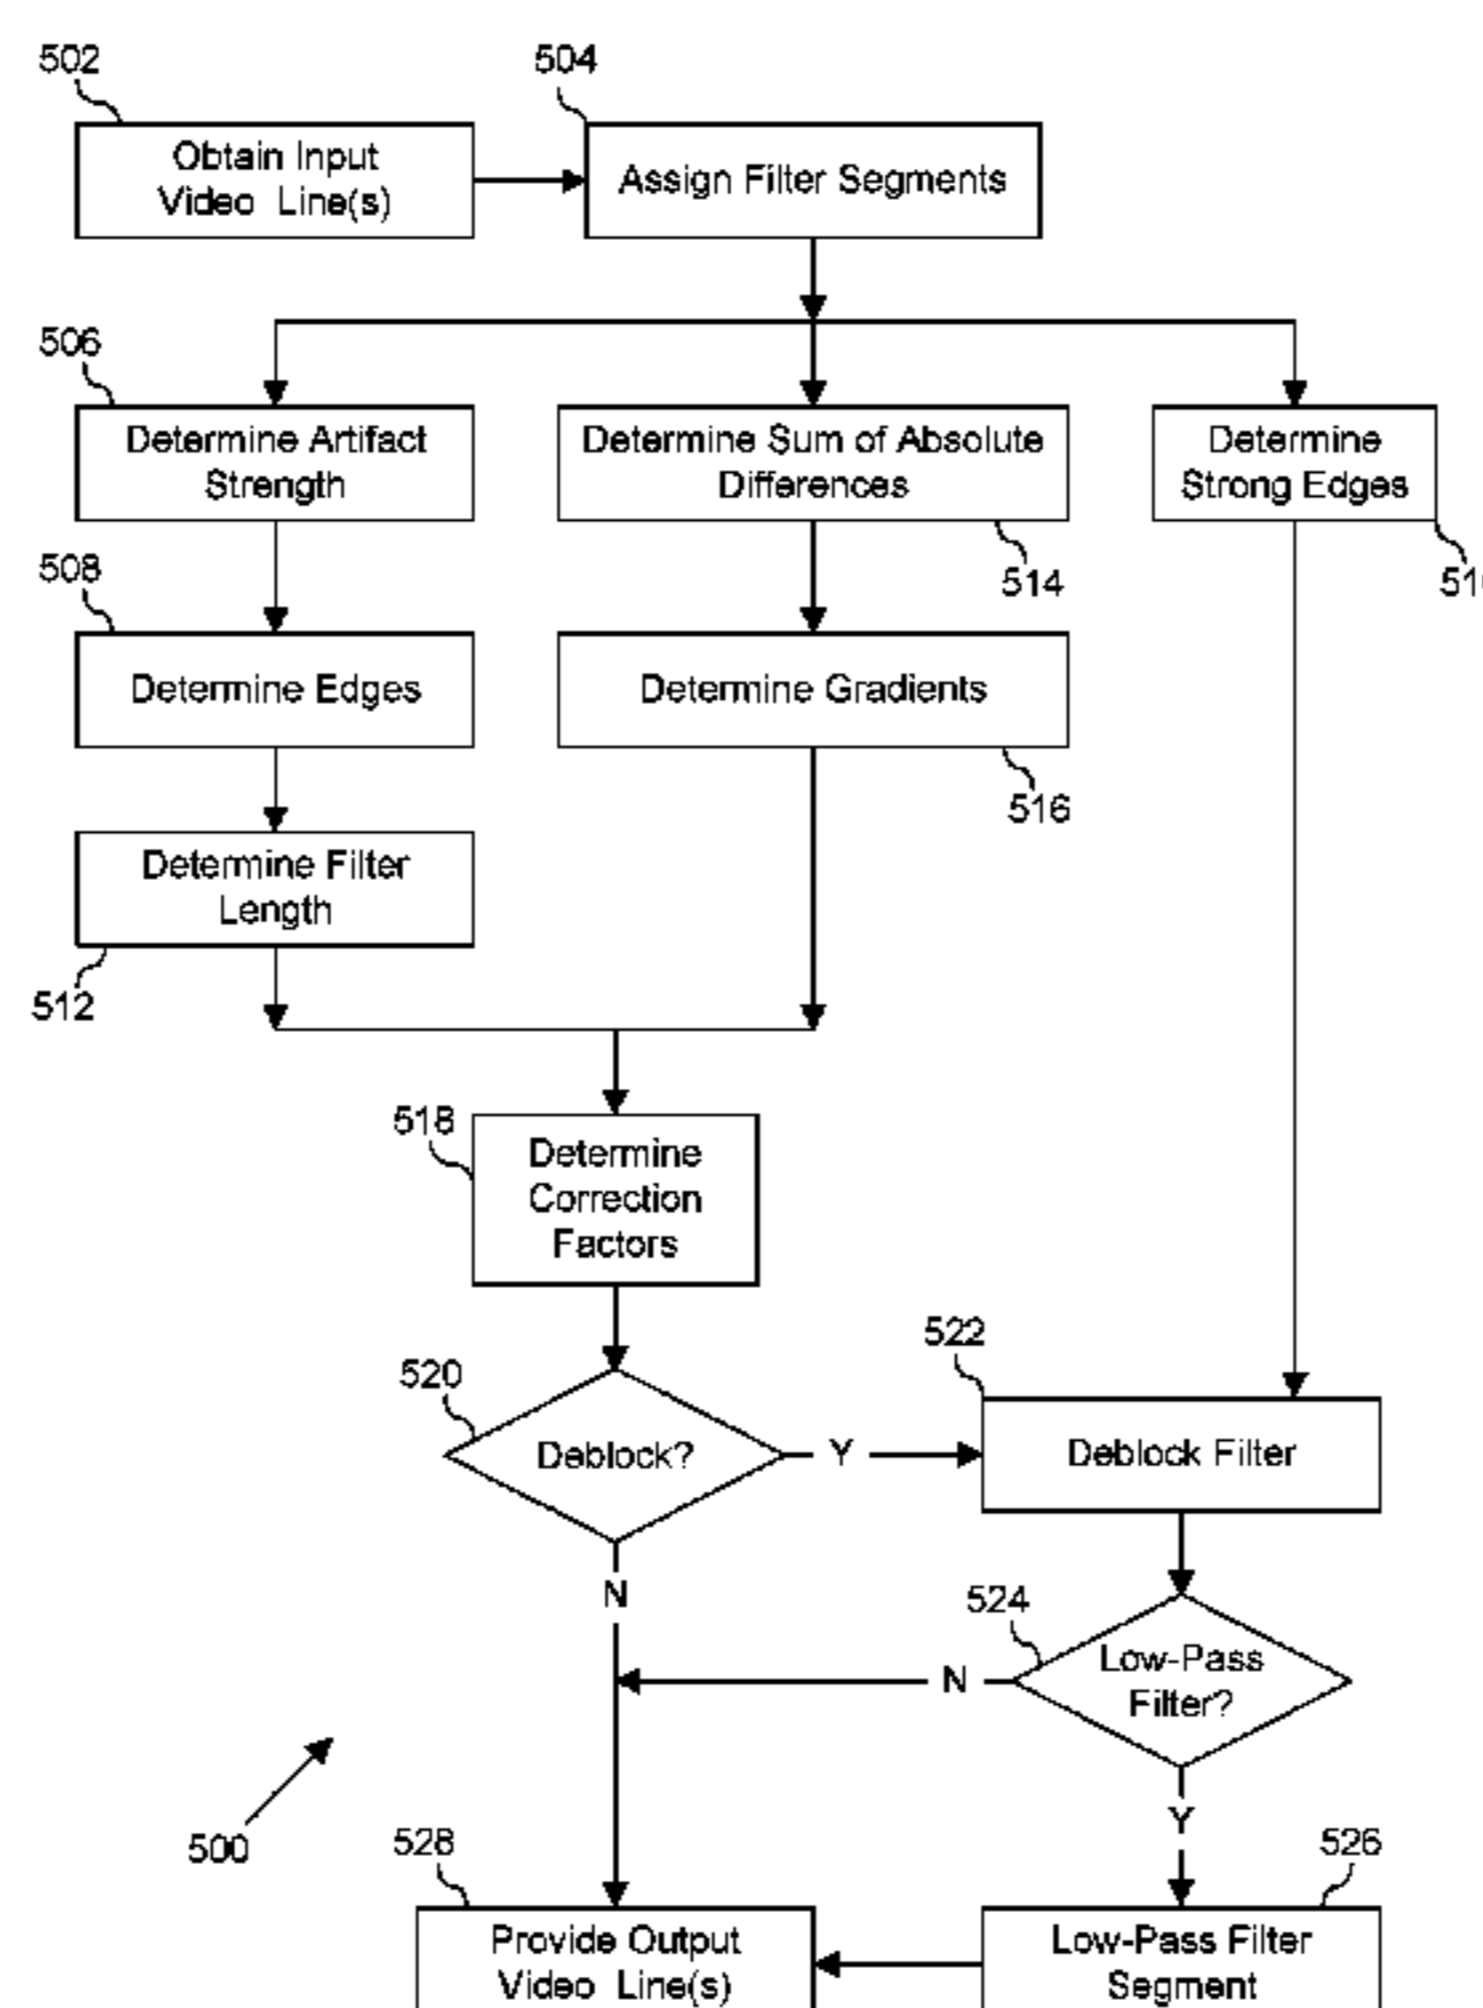 502
504
Obtain Input
Video Line(s)
Assign Filter Segments
506
Determine Artifact
Strength
Determine Sum of Absolute
Differences
Determine
Strong Edges
508
514
Determine Edges
Determine Gradients
516
Determine Filter
Length
512
518
Determine
Correction
Factors
520
522
Deblock?
Y
Deblock Filter
N
524
Low-Pass
Filter?
N
Y
500
528
526
Provide Output
Video Line(s)
Low-Pass Filter
Segment